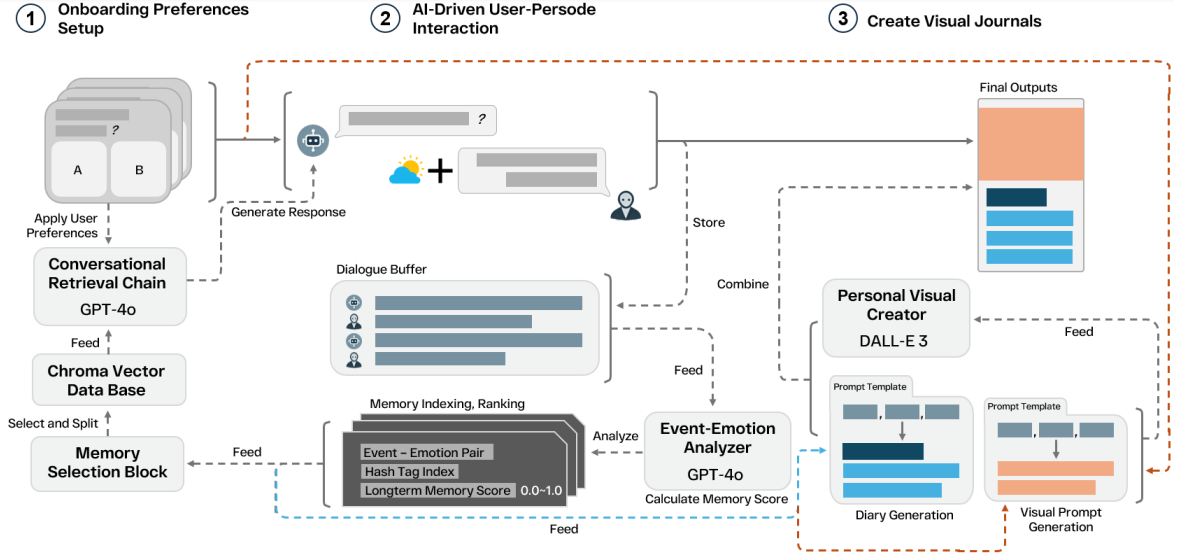 1
Onboarding Preferences
Setup
2
AI-Driven User-Persode
Interaction
3
Create Visual Journals
?
A
B
Apply User
Preferences
Conversational
Retrieval Chain
GPT-4o
Feed
Chroma Vector
Data Base
Select and Split
Memory
Selection Block
Generate Response
?
+
Store
Dialogue Buffer
Feed
Memory Indexing, Ranking
Event – Emotion Pair
Hash Tag Index
Longterm Memory Score 0.0~1.0
Feed
Analyze
Event-Emotion
Analyzer
GPT-4o
Calculate Memory Score
Feed
Final Outputs
Combine
Personal Visual
Creator
DALL-E 3
Feed
Prompt Template
, ,
Diary Generation
Prompt Template
, ,
Visual Prompt
Generation